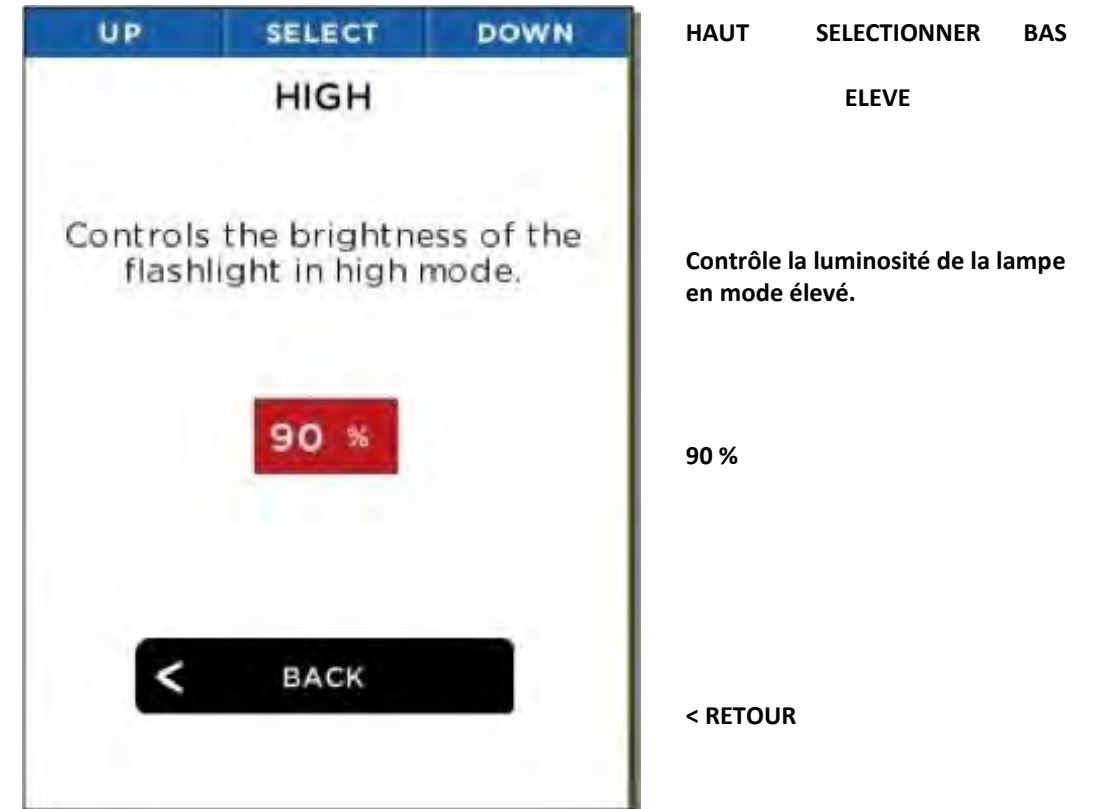 UP SELECT DOWN
HIGH
Controls the brightness of the
flashlight in high mode.
90 %
< BACK
HAUT SELECTIONNER BAS
ELEVE
Contrôle la luminosité de la lampe
en mode élevé.
90 %
< RETOUR